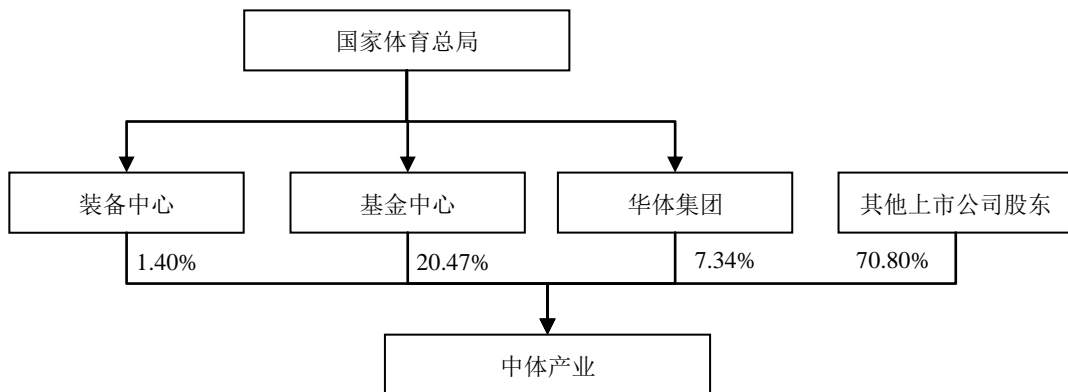 国家体育总局
装备中心
基金中心
华体集团
其他上市公司股东
1.40%
20.47%
7.34%
70.80%
中体产业